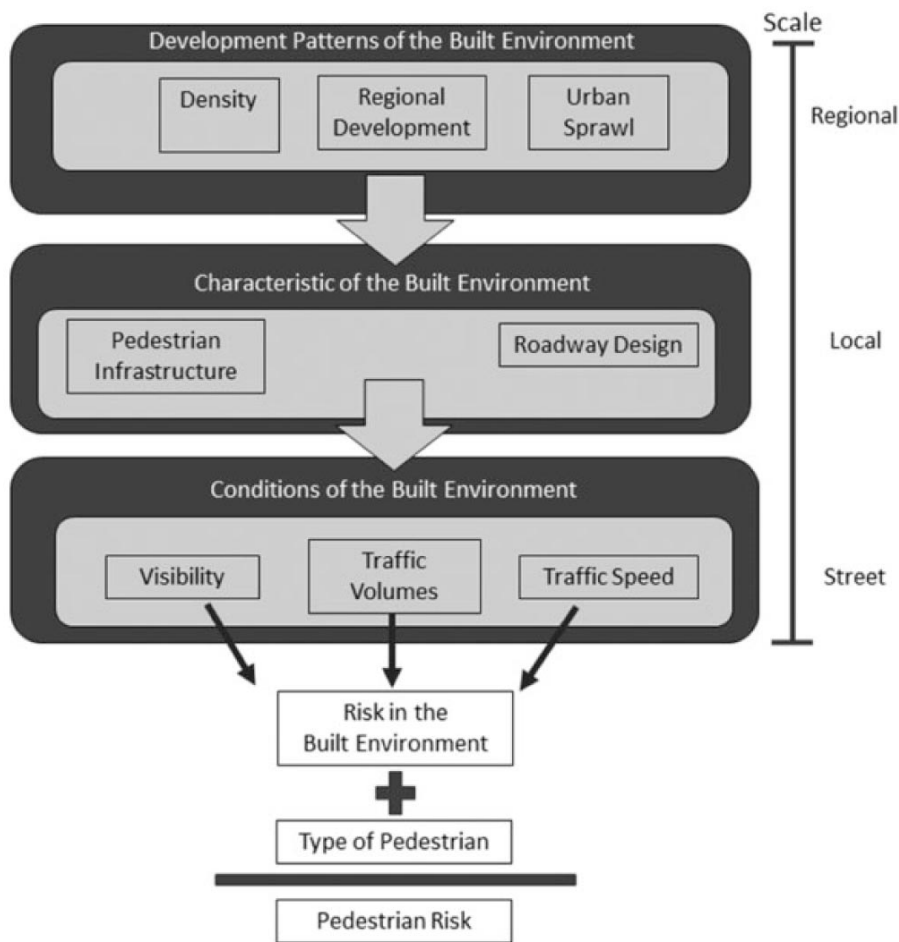 Scale
Development Patterns of the Built Environment
Density
Regional
Development
Urban
Sprawl
Regional
Characteristic of the Built Environment
Pedestrian
Infrastructure
Roadway Design
Local
Conditions of the Built Environment
Visibility
Traffic
Volumes
Traffic Speed
Street
Risk in the
Built Environment
Type of Pedestrian
Pedestrian Risk